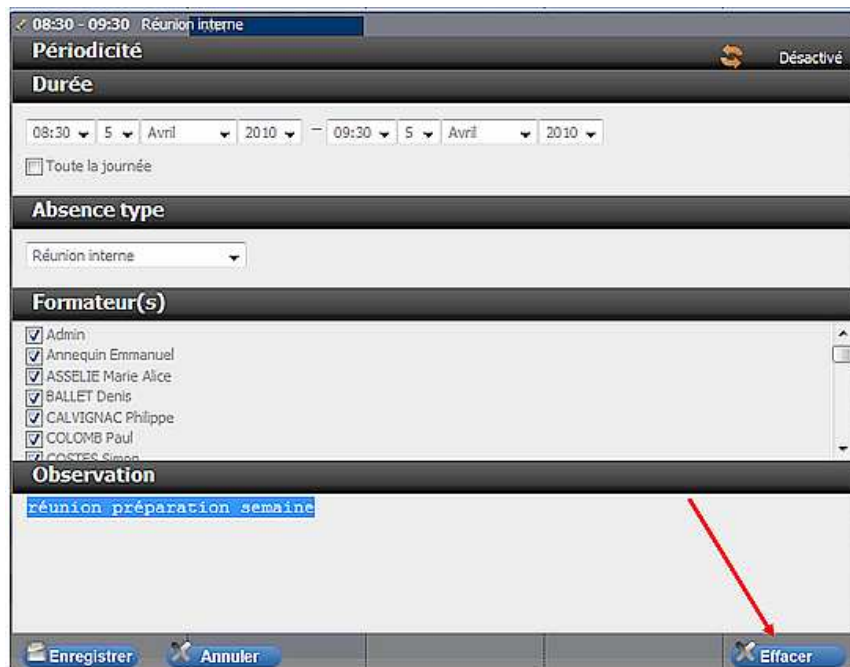 08:30 - 09:30 Réunion interne
Périodicité Désactivé
Durée
08:30 5 Avril 2010 – 09:30 5 Avril 2010
Toute la journée
Absence type
Réunion interne
Formateur(s)
Admin
Annequin Emmanuel
ASSELIE Marie Alice
BALLET Denis
CALVIGNAC Philippe
COLOMB Paul
COSTES Simon
Observation
réunion préparation semaine
Enregistrer Annuler Effacer